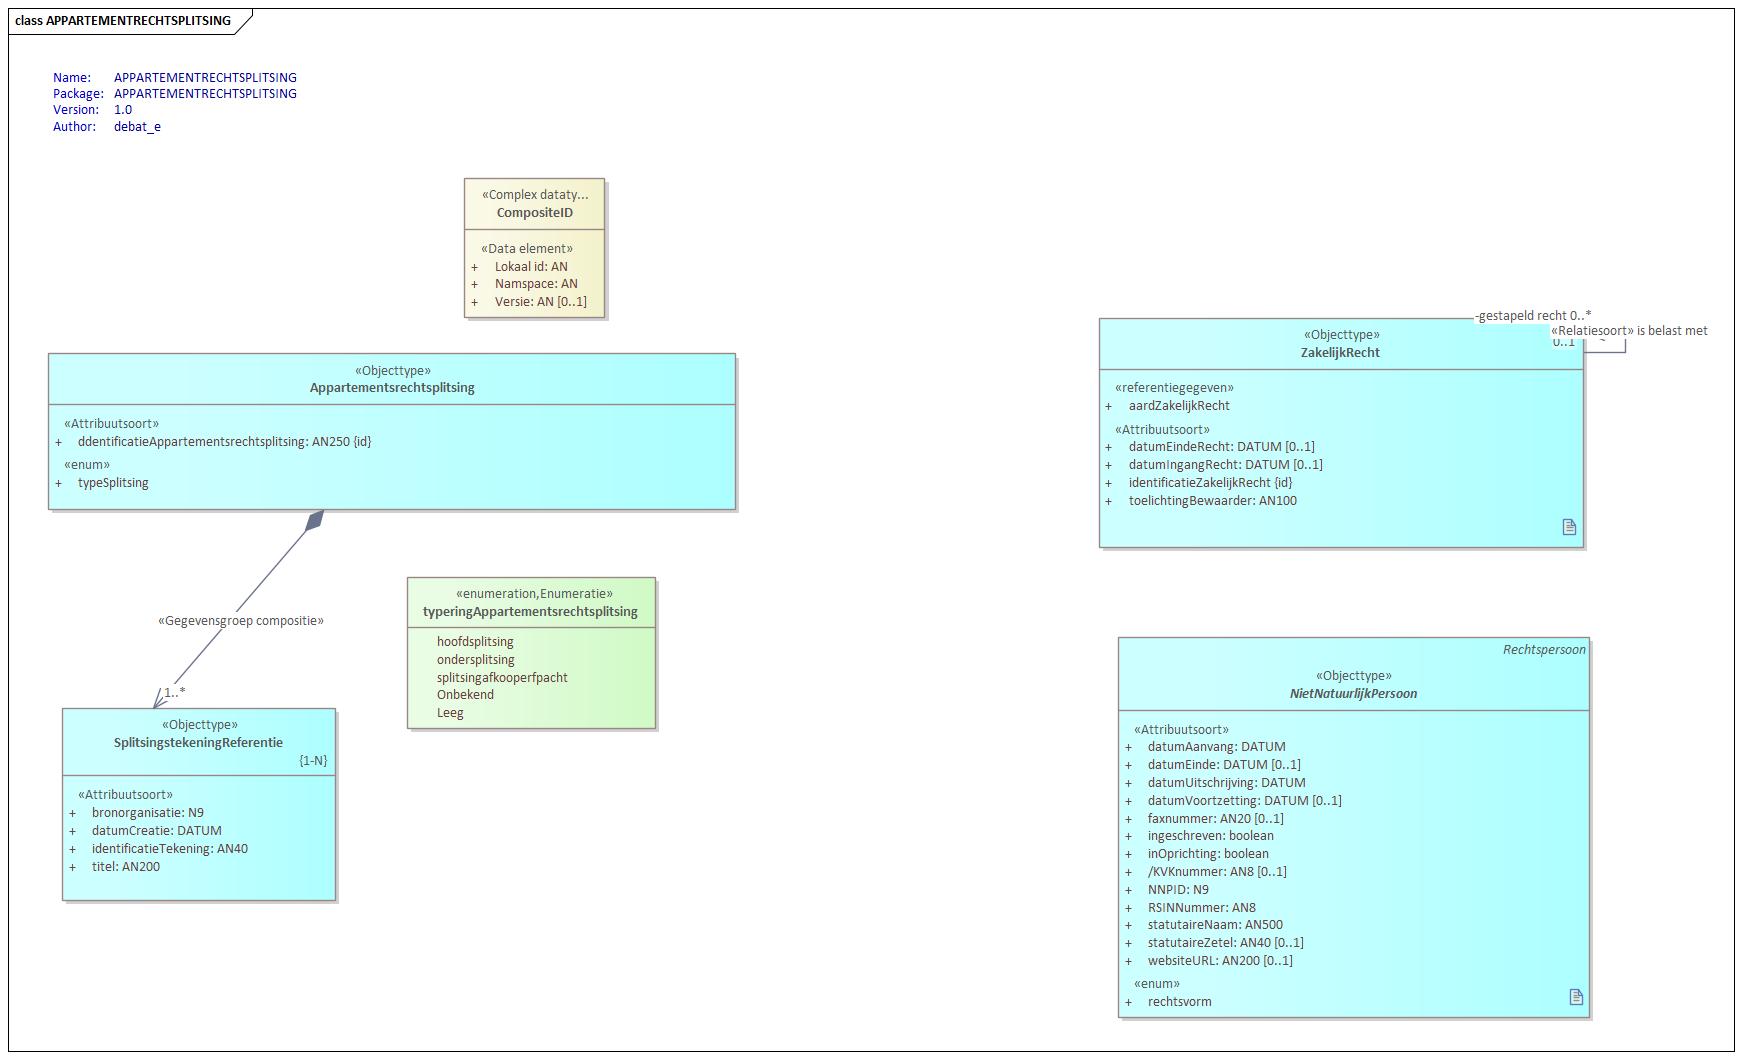 class APPARTEMENTRECHTSPLITSING
Name: APPARTEMENTRECHTSPLITSING
Package: APPARTEMENTRECHTSPLITSING
Version: 1.0
Author: debat_e
«Complex dataty...
CompositeID
«Data element»
+ Lokaal id: AN
+ Namspace: AN
+ Versie: AN [0..1]
«Objecttype»
Appartementsrechtsplitsing
«Attribuutsoort»
+ ddentificatieAppartementsrechtsplitsing: AN250 {id}
«enum»
+ typeSplitsing
«Gegevensgroep compositie»
1..*
«Objecttype»
SplitsingstekeningReferentie
{1-N}
«Attribuutsoort»
+ bronorganisatie: N9
+ datumCreatie: DATUM
+ identificatieTekening: AN40
+ titel: AN200
«enumeration,Enumeratie»
typeringAppartementsrechtsplitsing
hoofdsplitsing
ondersplitsing
splitsingafkooperfpacht
Onbekend
Leeg
-gestapeld recht 0..*
«Relatiesoort» is belast met
0..1
«Objecttype»
ZakelijkRecht
«referentiegegeven»
+ aardZakelijkRecht
«Attribuutsoort»
+ datumEindeRecht: DATUM [0..1]
+ datumIngangRecht: DATUM [0..1]
+ identificatieZakelijkRecht {id}
+ toelichtingBewaarder: AN100
Rechtspersoon
«Objecttype»
NietNatuurlijkPersoon
«Attribuutsoort»
+ datumAanvang: DATUM
+ datumEinde: DATUM [0..1]
+ datumUitschrijving: DATUM
+ datumVoortzetting: DATUM [0..1]
+ faxnummer: AN20 [0..1]
+ ingeschreven: boolean
+ inOprichting: boolean
+ /KVKnummer: AN8 [0..1]
+ NNPID: N9
+ RSINNummer: AN8
+ statutaireNaam: AN500
+ statutaireZetel: AN40 [0..1]
+ websiteURL: AN200 [0..1]
«enum»
+ rechtsvorm